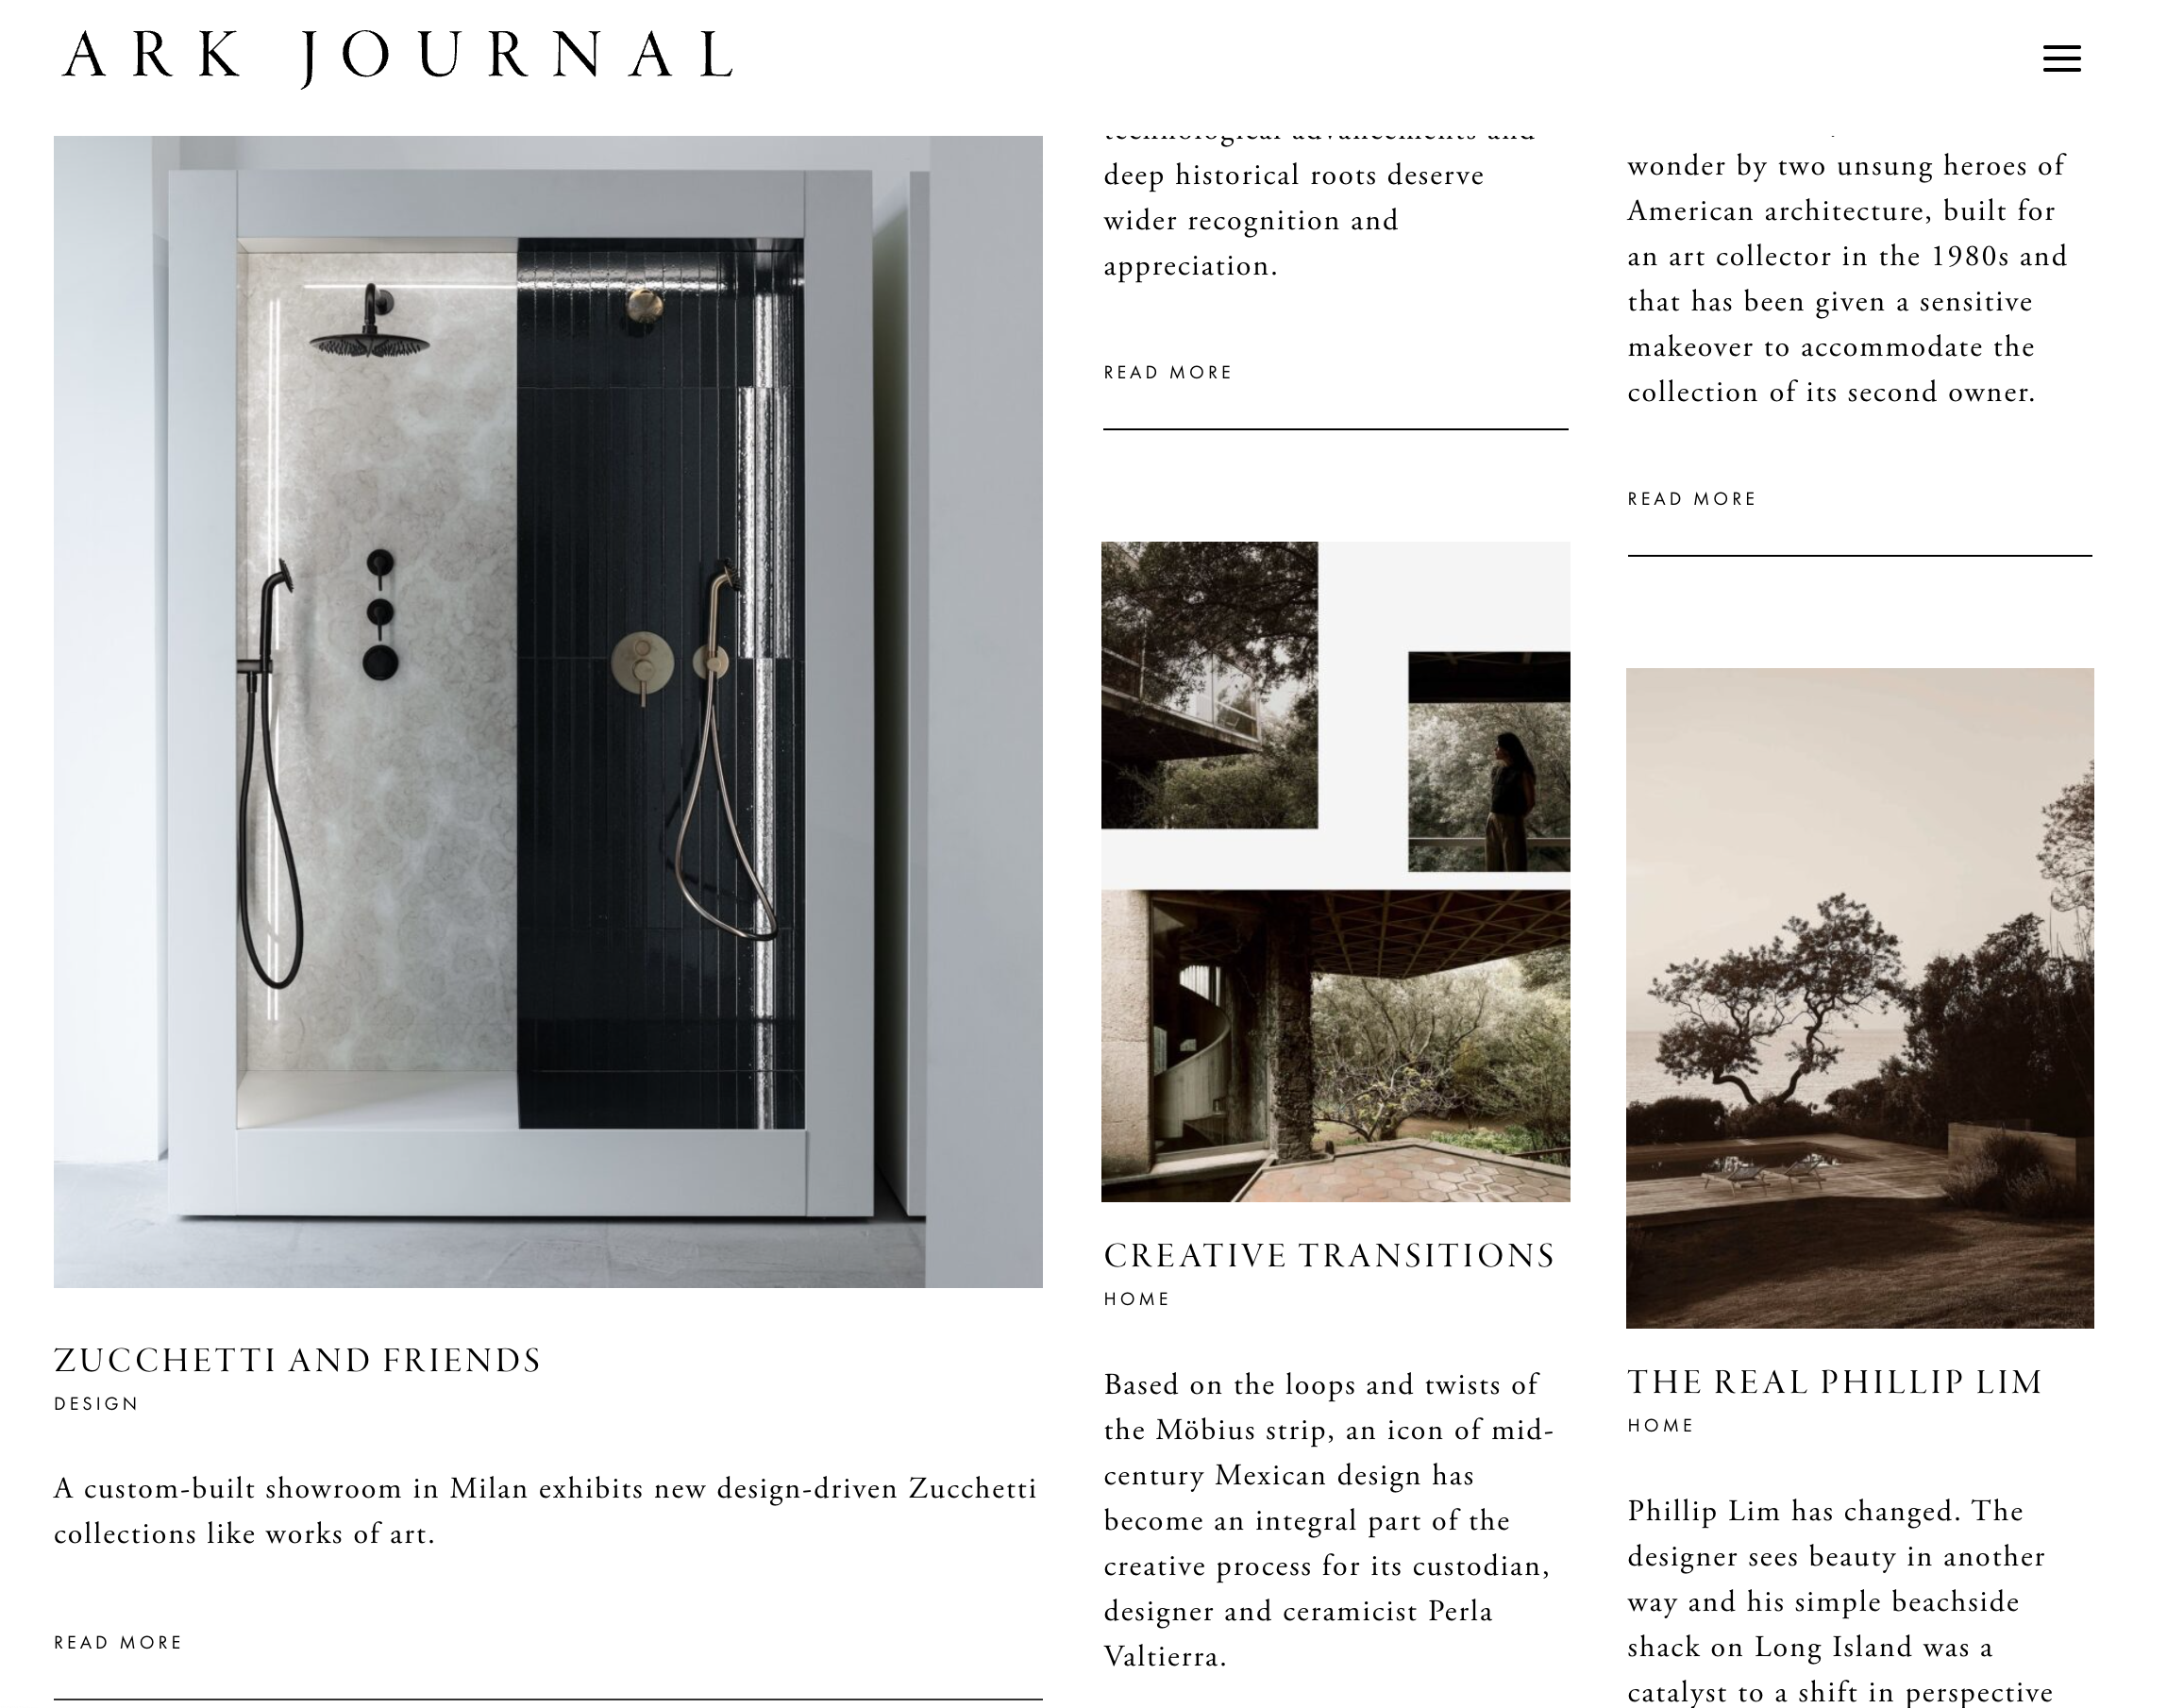 ARK JOURNAL
ZUCCHETTI AND FRIENDS
DESIGN
A custom-built showroom in Milan exhibits new design-driven Zucchetti
collections like works of art.
READ MORE
technological advancements and
deep historical roots deserve
wider recognition and
appreciation.
READ MORE
CREATIVE TRANSITIONS
HOME
Based on the loops and twists of
the Möbius strip, an icon of mid-
century Mexican design has
become an integral part of the
creative process for its custodian,
designer and ceramicist Perla
Valtierra.
wonder by two unsung heroes of
American architecture, built for
an art collector in the 1980s and
that has been given a sensitive
makeover to accommodate the
collection of its second owner.
READ MORE
THE REAL PHILLIP LIM
HOME
Phillip Lim has changed. The
designer sees beauty in another
way and his simple beachside
shack on Long Island was a
catalyst to a shift in perspective